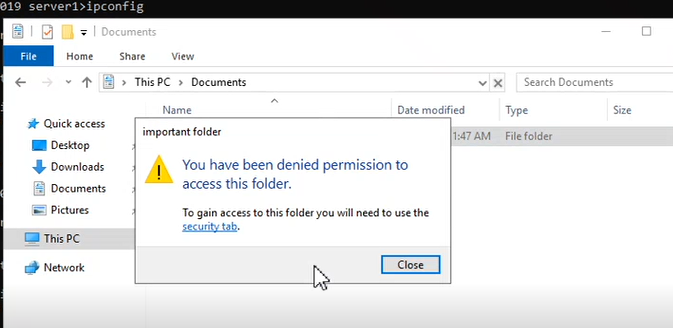 019 server1>ipconfig
Documents
File Home Share View
This PC > Documents
Search Documents
Name Date modified Type Size
1:47 AM File folder
Quick access
Desktop
Downloads
Documents
Pictures
This PC
Network
important folder
You have been denied permission to
access this folder.
To gain access to this folder you will need to use the
security tab.
Close